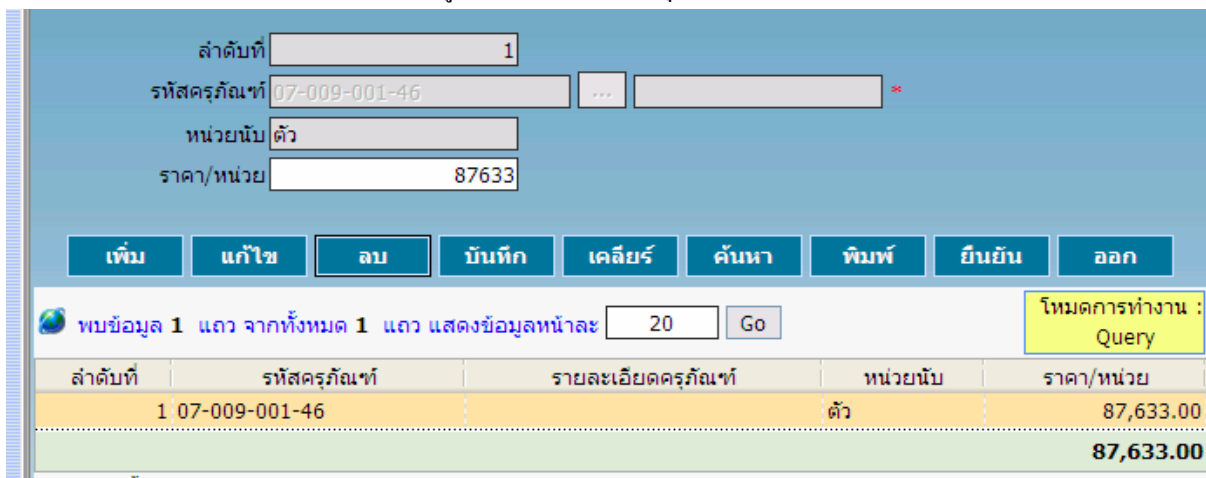 ลำดับที่ 1
รหัสครุภัณฑ์ 07-009-001-46 ... *
หน่วยนับ ตัว
ราคา/หน่วย 87633
เพิ่ม แก้ไข ลบ บันทึก เคลียร์ ค้นหา พิมพ์ ยืนยัน ออก
พบข้อมูล 1 แถว จากทั้งหมด 1 แถว แสดงข้อมูลหน้าละ 20 Go
โหมดการทำงาน :
Query
ลำดับที่ รหัสครุภัณฑ์ รายละเอียดครุภัณฑ์ หน่วยนับ ราคา/หน่วย
1 07-009-001-46 ตัว 87,633.00
87,633.00